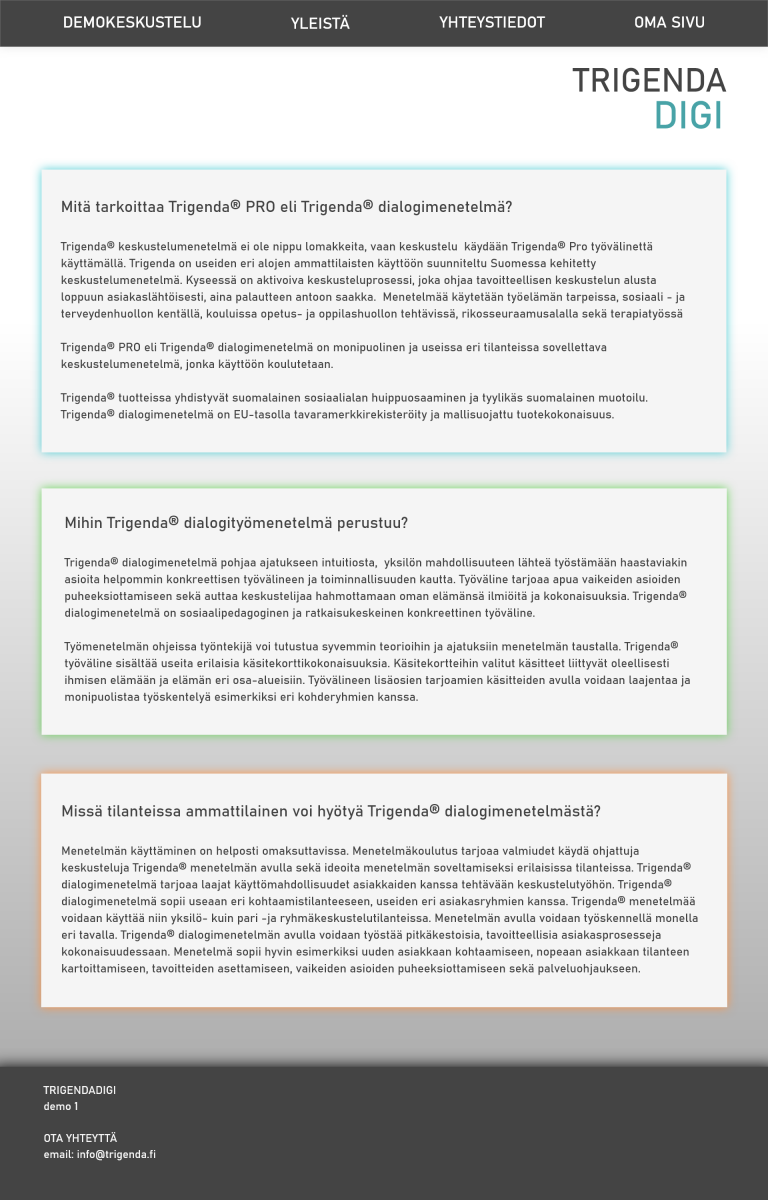 DEMOKESKUSTELU YLEISTÄ YHTEYSTIEDOT OMA SIVU
TRIGENDA
DIGI
Mitä tarkoittaa Trigenda® PRO eli Trigenda® dialogimenetelmä?
Trigenda® keskustelumenetelmä ei ole nippu lomakkeita, vaan keskustelu  käydään Trigenda® Pro työvälinettä
käyttämällä. Trigenda on useiden eri alojen ammattilaisten käyttöön suunniteltu Suomessa kehitetty
keskustelumenetelmä. Kyseessä on aktivoiva keskusteluprosessi, joka ohjaa tavoitteellisen keskustelun alusta
loppuun asiakaslähtöisesti, aina palautteen antoon saakka.  Menetelmää käytetään työelämän tarpeissa, sosiaali - ja
terveydenhuollon kentällä, kouluissa opetus- ja oppilashuollon tehtävissä, rikosseuraamusalalla sekä terapiatyössä
Trigenda® PRO eli Trigenda® dialogimenetelmä on monipuolinen ja useissa eri tilanteissa sovellettava
keskustelumenetelmä, jonka käyttöön koulutetaan.
Trigenda® tuotteissa yhdistyvät suomalainen sosiaalialan huippuosaaminen ja tyylikäs suomalainen muotoilu.
Trigenda® dialogimenetelmä on EU-tasolla tavaramerkkirekisteröity ja mallisuojattu tuotekokonaisuus.
Mihin Trigenda® dialogityömenetelmä perustuu?
Trigenda® dialogimenetelmä pohjaa ajatukseen intuitiosta,  yksilön mahdollisuuteen lähteä työstämään haastaviakin
asioita helpommin konkreettisen työvälineen ja toiminnallisuuden kautta. Työväline tarjoaa apua vaikeiden asioiden
puheeksiottamiseen sekä auttaa keskustelijaa hahmottamaan oman elämänsä ilmiöitä ja kokonaisuuksia. Trigenda®
dialogimenetelmä on sosiaalipedagoginen ja ratkaisukeskeinen konkreettinen työväline.
Työmenetelmän ohjeissa työntekijä voi tutustua syvemmin teorioihin ja ajatuksiin menetelmän taustalla. Trigenda®
työväline sisältää useita erilaisia käsitekorttikokonaisuuksia. Käsitekortteihin valitut käsitteet liittyvät oleellisesti
ihmisen elämään ja elämän eri osa-alueisiin. Työvälineen lisäosien tarjoamien käsitteiden avulla voidaan laajentaa ja
monipuolistaa työskentelyä esimerkiksi eri kohderyhmien kanssa.
Missä tilanteissa ammattilainen voi hyötyä Trigenda® dialogimenetelmästä?
Menetelmän käyttäminen on helposti omaksuttavissa. Menetelmäkoulutus tarjoaa valmiudet käydä ohjattuja
keskusteluja Trigenda® menetelmän avulla sekä ideoita menetelmän soveltamiseksi erilaisissa tilanteissa. Trigenda®
dialogimenetelmä tarjoaa laajat käyttömahdollisuudet asiakkaiden kanssa tehtävään keskustelutyöhön. Trigenda®
dialogimenetelmä sopii useaan eri kohtaamistilanteeseen, useiden eri asiakasryhmien kanssa. Trigenda® menetelmää
voidaan käyttää niin yksilö- kuin pari -ja ryhmäkeskustelutilanteissa. Menetelmän avulla voidaan työskennellä monella
eri tavalla. Trigenda® dialogimenetelmän avulla voidaan työstää pitkäkestoisia, tavoitteellisia asiakasprosesseja
kokonaisuudessaan. Menetelmä sopii hyvin esimerkiksi uuden asiakkaan kohtaamiseen, nopeaan asiakkaan tilanteen
kartoittamiseen, tavoitteiden asettamiseen, vaikeiden asioiden puheeksiottamiseen sekä palveluohjaukseen.
TRIGENDADIGI
demo 1
OTA YHTEYTTÄ
email: info@trigenda.fi